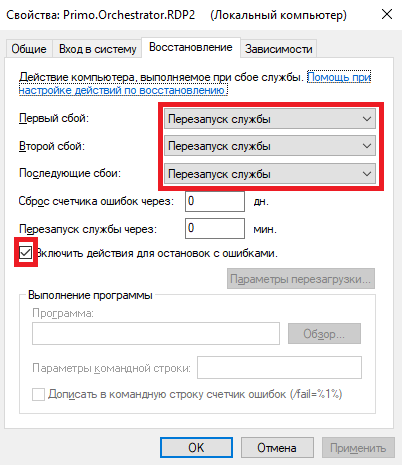 Свойства: Primo.Orchestrator.RDP2 (Локальный компьютер)
Общие Вход в систему Восстановление Зависимости
Действие компьютера, выполняемое при сбое службы. Помощь при
настройке действий по восстановлению.
Первый сбой: Перезапуск службы
Второй сбой: Перезапуск службы
Последующие сбои: Перезапуск службы
Сброс счетчика ошибок через: 0 дн.
Перезапуск службы через: 0 мин.
Включить действия для остановок с ошибками.
Параметры перезагрузки...
Выполнение программы
Программа:
Обзор...
Параметры командной строки:
Дописать в командную строку счетчик ошибок (/fail=%1%)
OK Отмена Применить